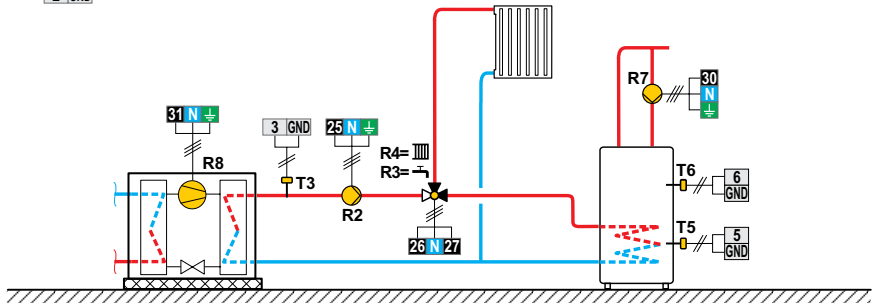 GND
R7
30
N
31 N
3 GND
25 N
R4=
R3=
R8
T3
R2
T6
6
GND
T5
5
GND
26 N 27